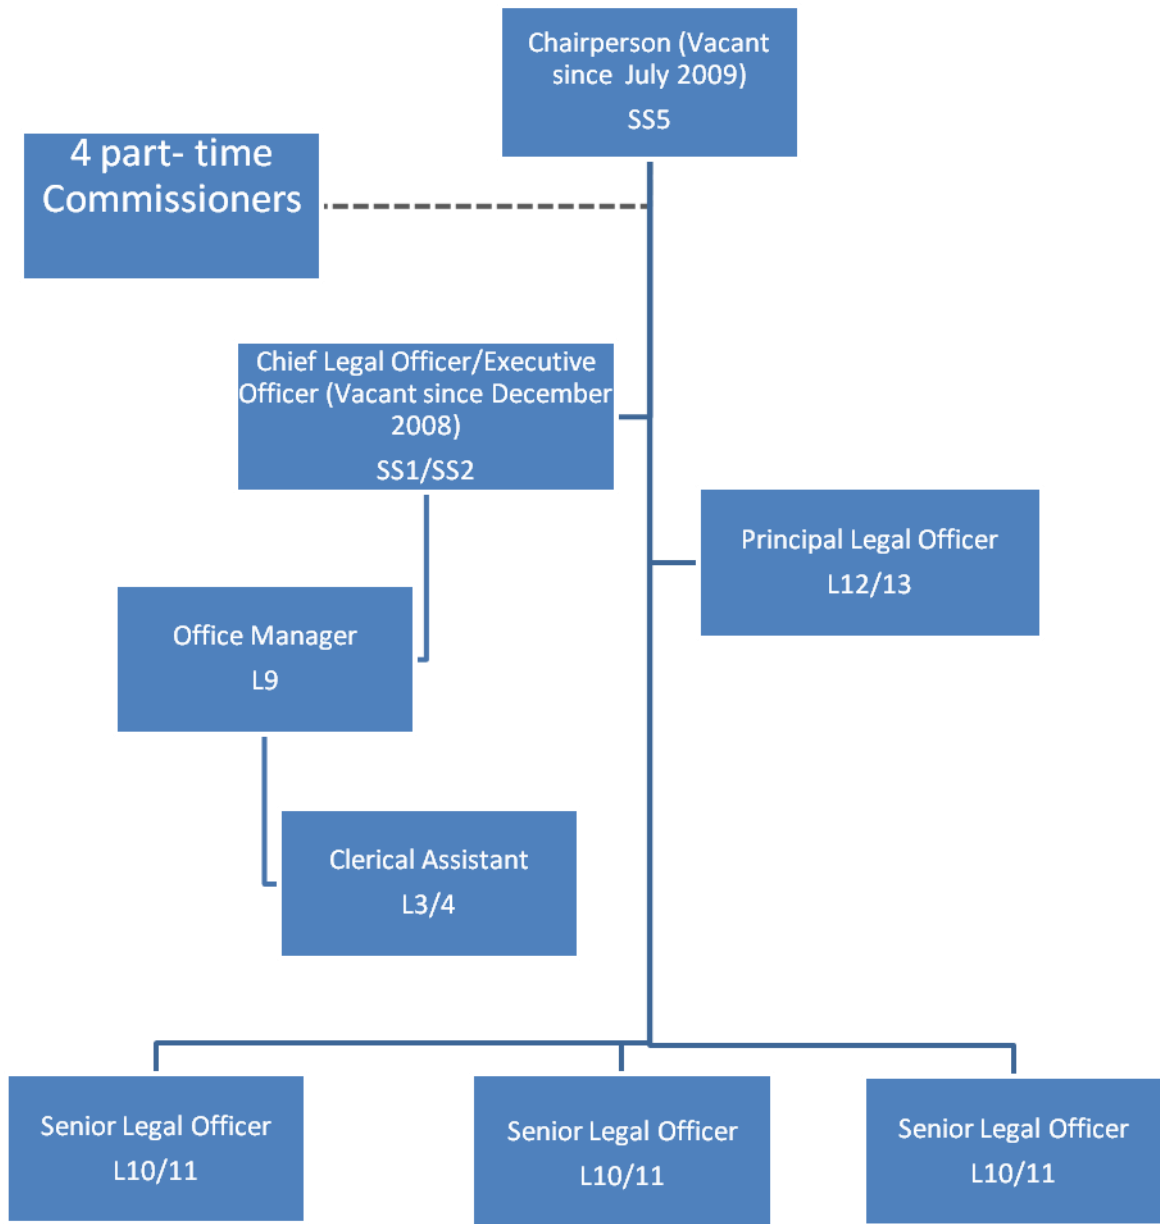 Chairperson (Vacant
since July 2009)
SS5
4 part- time
Commissioners
Chief Legal Officer/Executive
Officer (Vacant since December
2008)
SS1/SS2
Principal Legal Officer
L12/13
Office Manager
L9
Clerical Assistant
L3/4
Senior Legal Officer
L10/11
Senior Legal Officer
L10/11
Senior Legal Officer
L10/11